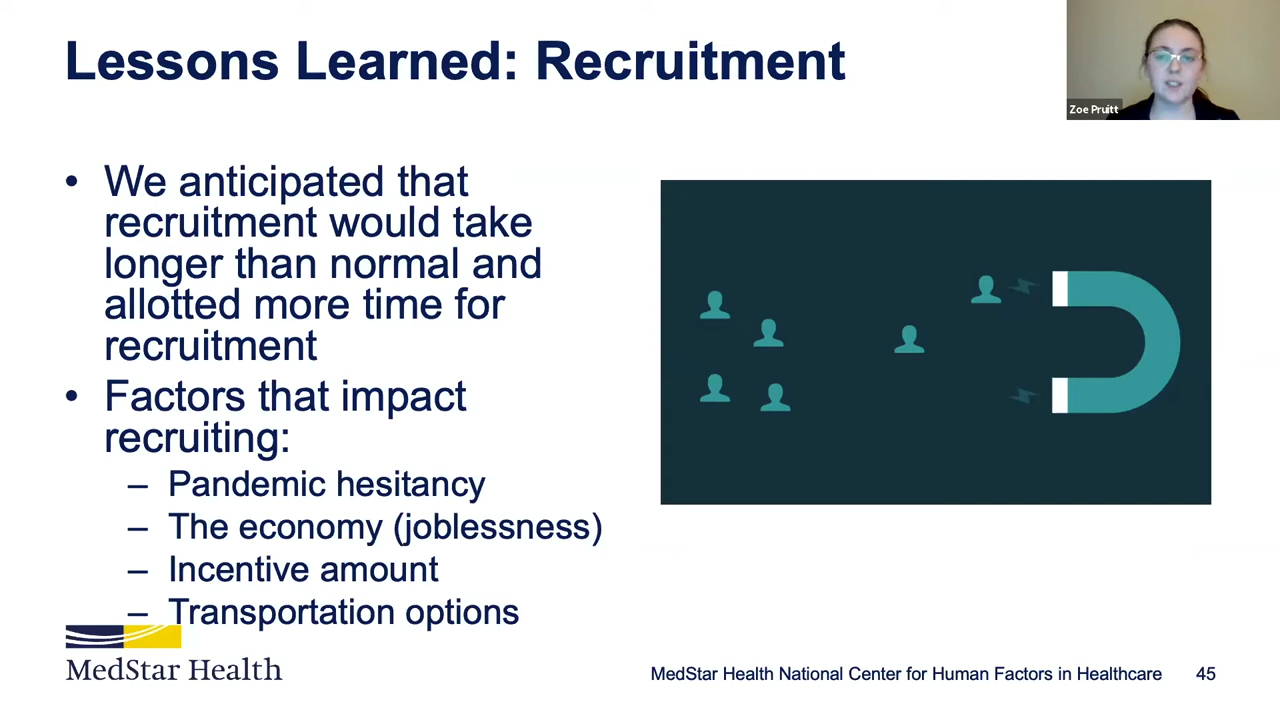 Lessons Learned: Recruitment
Zoe Pruitt
• We anticipated that
recruitment would take
longer than normal and
allotted more time for
recruitment
• Factors that impact
recruiting:
– Pandemic hesitancy
– The economy (joblessness)
– Incentive amount
– Transportation options
MedStar Health
MedStar Health National Center for Human Factors in Healthcare 45